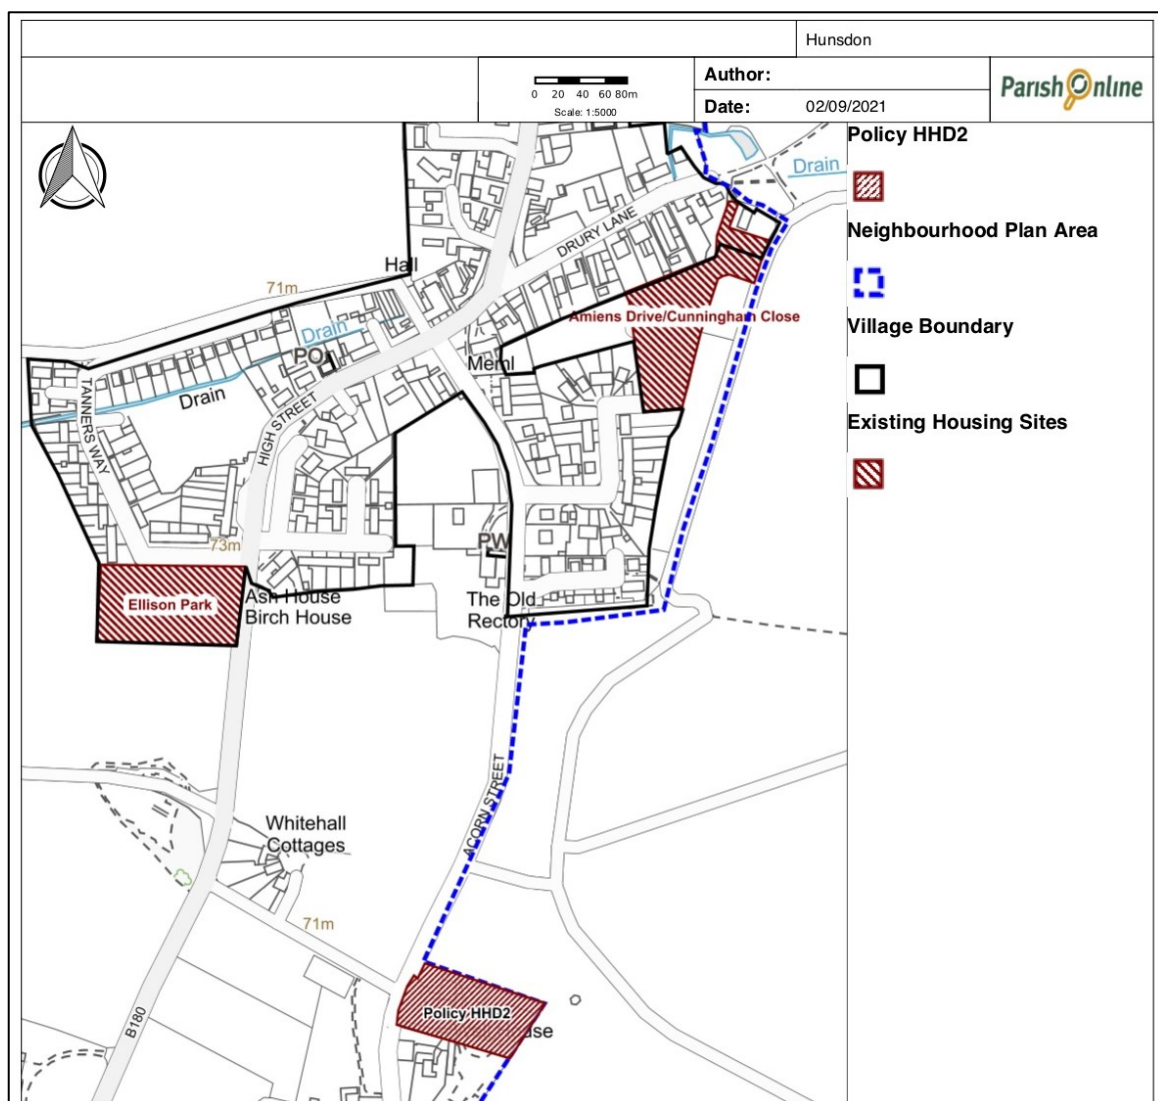 Hunsdon
0 20 40 60 80m
Scale: 1:5000
Author:
Date: 02/09/2021
Parish Online
Policy HHD2
Neighbourhood Plan Area
Village Boundary
Existing Housing Sites
Drain
DRURY LANE
Hall
71m
Drain
Amiens Drive/Cunningham Close
PO
Meml
TANNERS WAY
Drain
HIGH STREET
73m
PW
Ellison Park
Ash House
Birch House
The Old
Rectory
ACORN STREET
Whitehall
Cottages
71m
B180
Policy HHD2